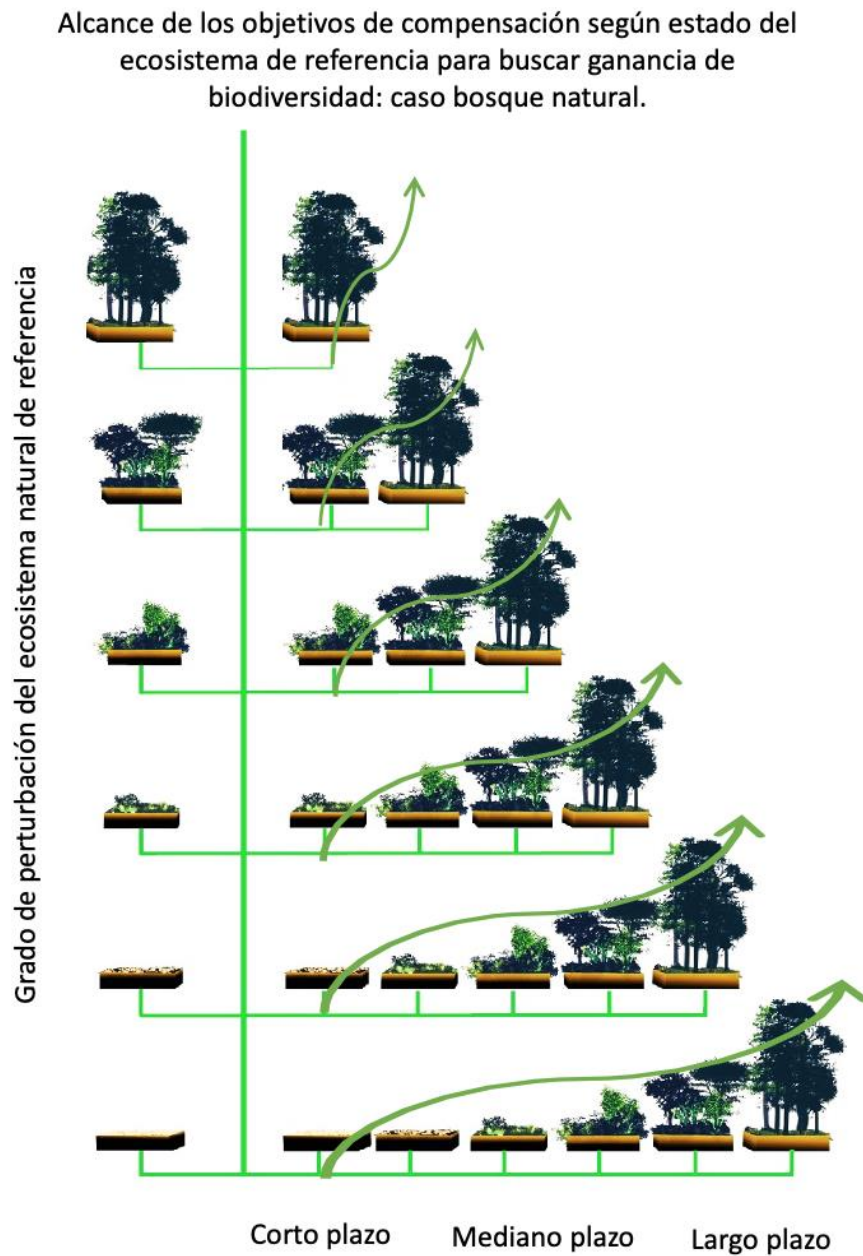 Alcance de los objetivos de compensación según estado del
ecosistema de referencia para buscar ganancia de
biodiversidad: caso bosque natural.
Grado de perturbación del ecosistema natural de referencia
Corto plazo
Mediano plazo
Largo plazo